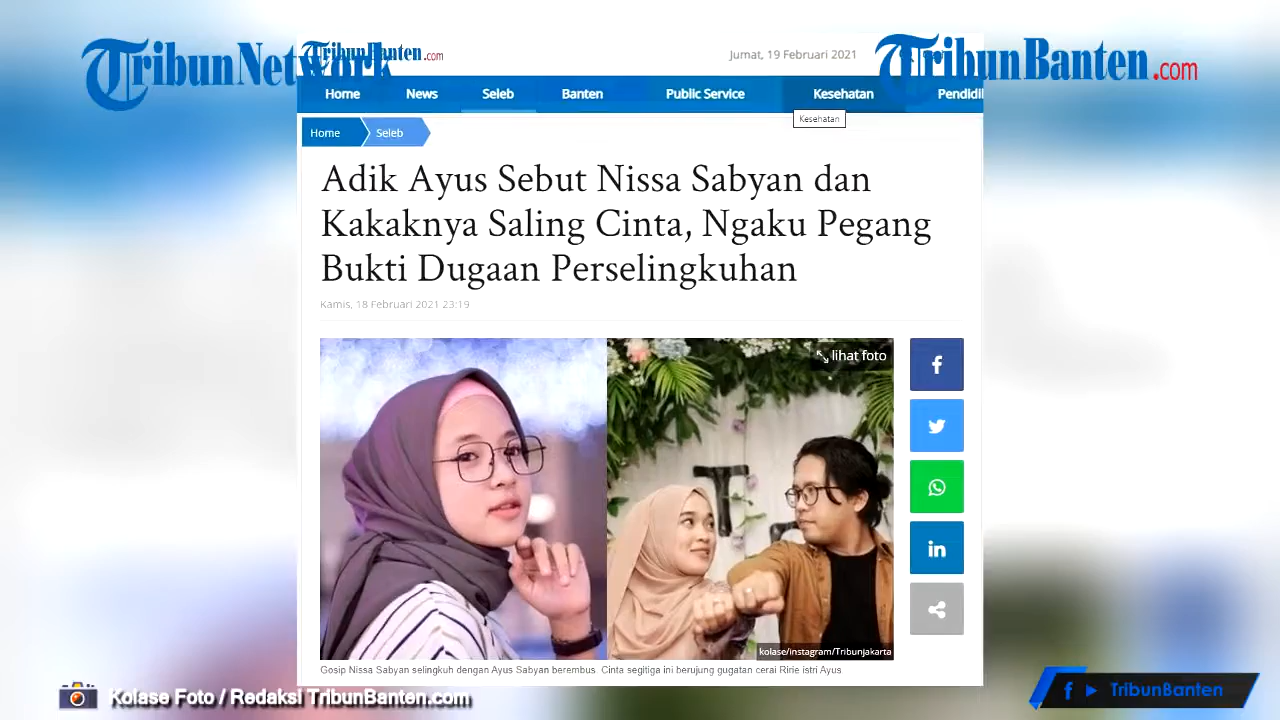 TribunNetwork
TribunBanten.com
Jumat, 19 Februari 2021
TribunBanten.com
Home News Seleb Banten Public Service Kesehatan Pendidi
Kesehatan
Home Seleb
Adik Ayus Sebut Nissa Sabyan dan
Kakaknya Saling Cinta, Ngaku Pegang
Bukti Dugaan Perselingkuhan
Kamis, 18 Februari 2021 23:19
lihat foto
T
kolase/instagram/Tribunjakarta
Gosip Nissa Sabyan selingkuh dengan Ayus Sabyan berembus. Cinta segitiga ini berujung gugatan cerai Ririe istri Ayus
Kolase Foto / Redaksi TribunBanten.com
TribunBanten